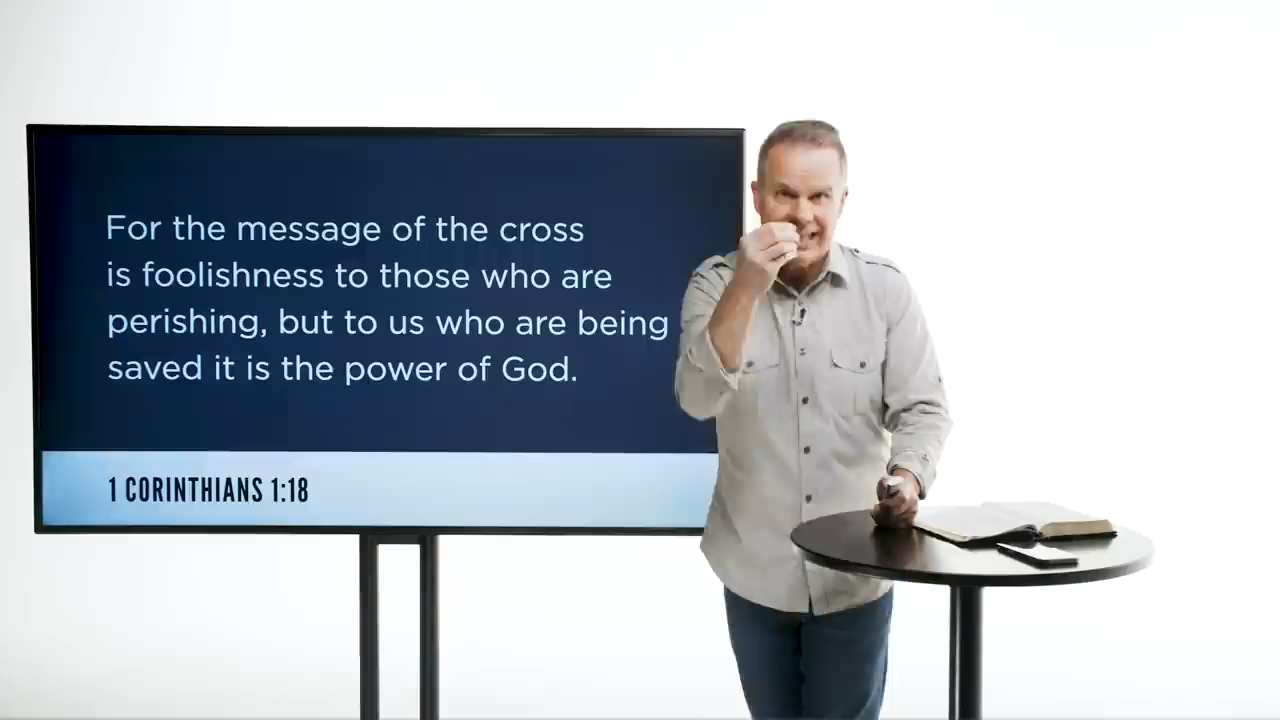 For the message of the cross
is foolishness to those who are
perishing, but to us who are being
saved it is the power of God.
1 CORINTHIANS 1:18